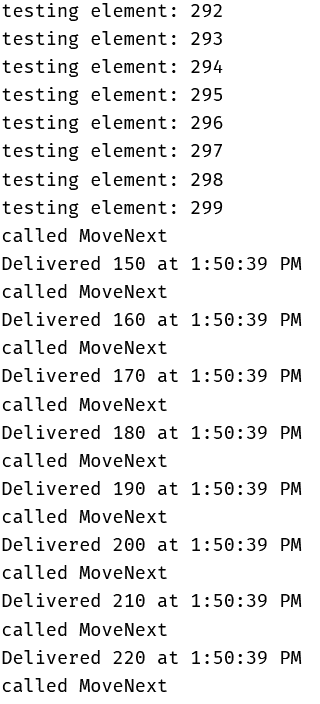 testing element: 292
testing element: 293
testing element: 294
testing element: 295
testing element: 296
testing element: 297
testing element: 298
testing element: 299
called MoveNext
Delivered 150 at 1:50:39 PM
called MoveNext
Delivered 160 at 1:50:39 PM
called MoveNext
Delivered 170 at 1:50:39 PM
called MoveNext
Delivered 180 at 1:50:39 PM
called MoveNext
Delivered 190 at 1:50:39 PM
called MoveNext
Delivered 200 at 1:50:39 PM
called MoveNext
Delivered 210 at 1:50:39 PM
called MoveNext
Delivered 220 at 1:50:39 PM
called MoveNext